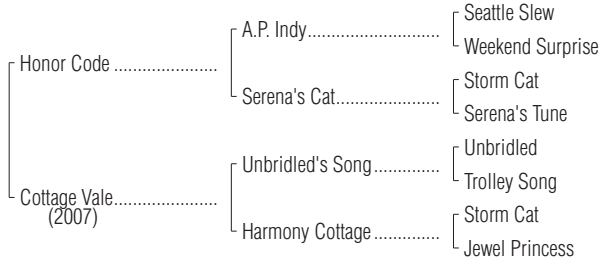 Seattle Slew
A.P. Indy..............................
Weekend Surprise
Honor Code .......................
Storm Cat
Serena's Cat.......................
Serena's Tune
Unbridled
Unbridled's Song...............
Trolley Song
Cottage Vale.......................
(2007)
Storm Cat
Harmony Cottage ...............
Jewel Princess